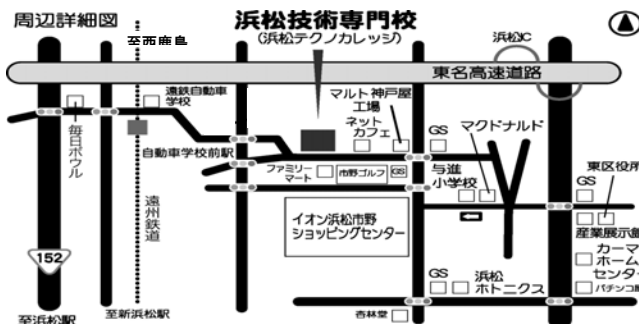 周辺詳細図
浜松技術専門校
(浜松テクノカレッジ)
至西鹿島
浜松IC
東名高速道路
遠鉄自動車
学校
マルト神戸屋
工場
ネット
カフェ
GS
マクドナルド
毎日ボウル
自動車学校前駅
ファミリー
マート
市野ゴルフ
GS
与進
小学校
東区役所
GS
遠州鉄道
イオン浜松市野
ショッピングセンター
産業展示館
カーマ
ホーム
センター
パチンコ
152
GS
浜松
ホトニクス
杏林堂
至浜松駅
至新浜松駅